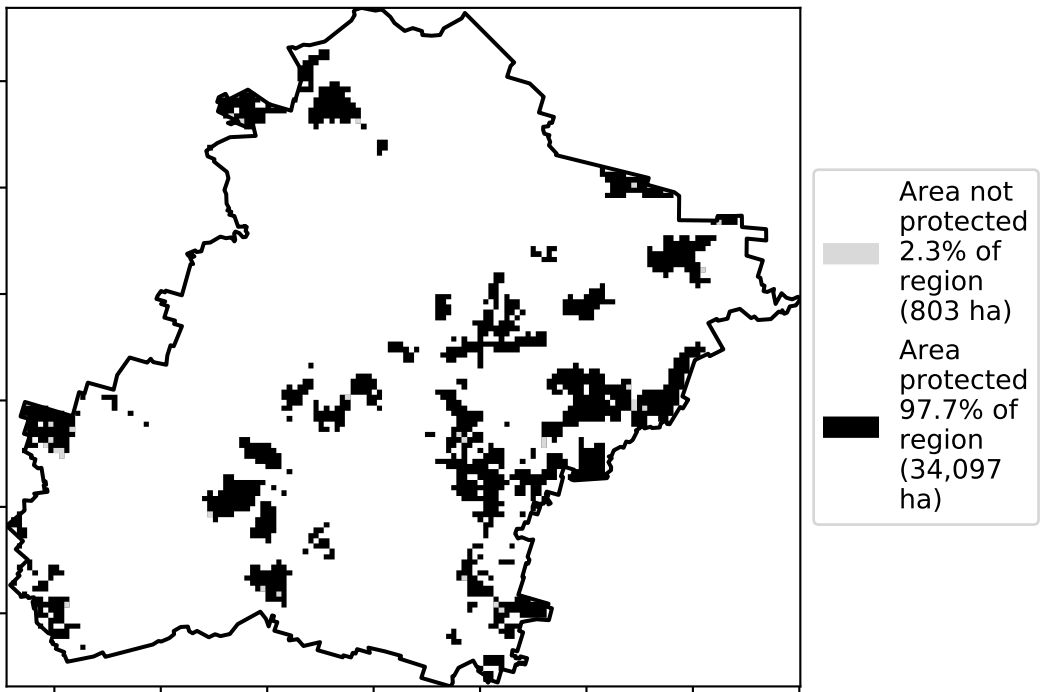 Area not
protected
2.3% of
region
(803 ha)
Area
protected
97.7% of
region
(34,097
ha)